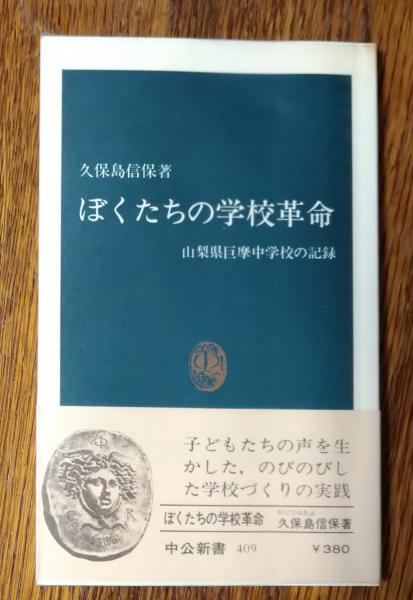 久保島信保著
ぼくたちの学校革命
山梨県巨摩中学校の記録
子どもたちの声を生
かした，のびのびし
た学校づくりの実践
ぼくたちの学校革命
久保島信保著
中公新書 409
¥380